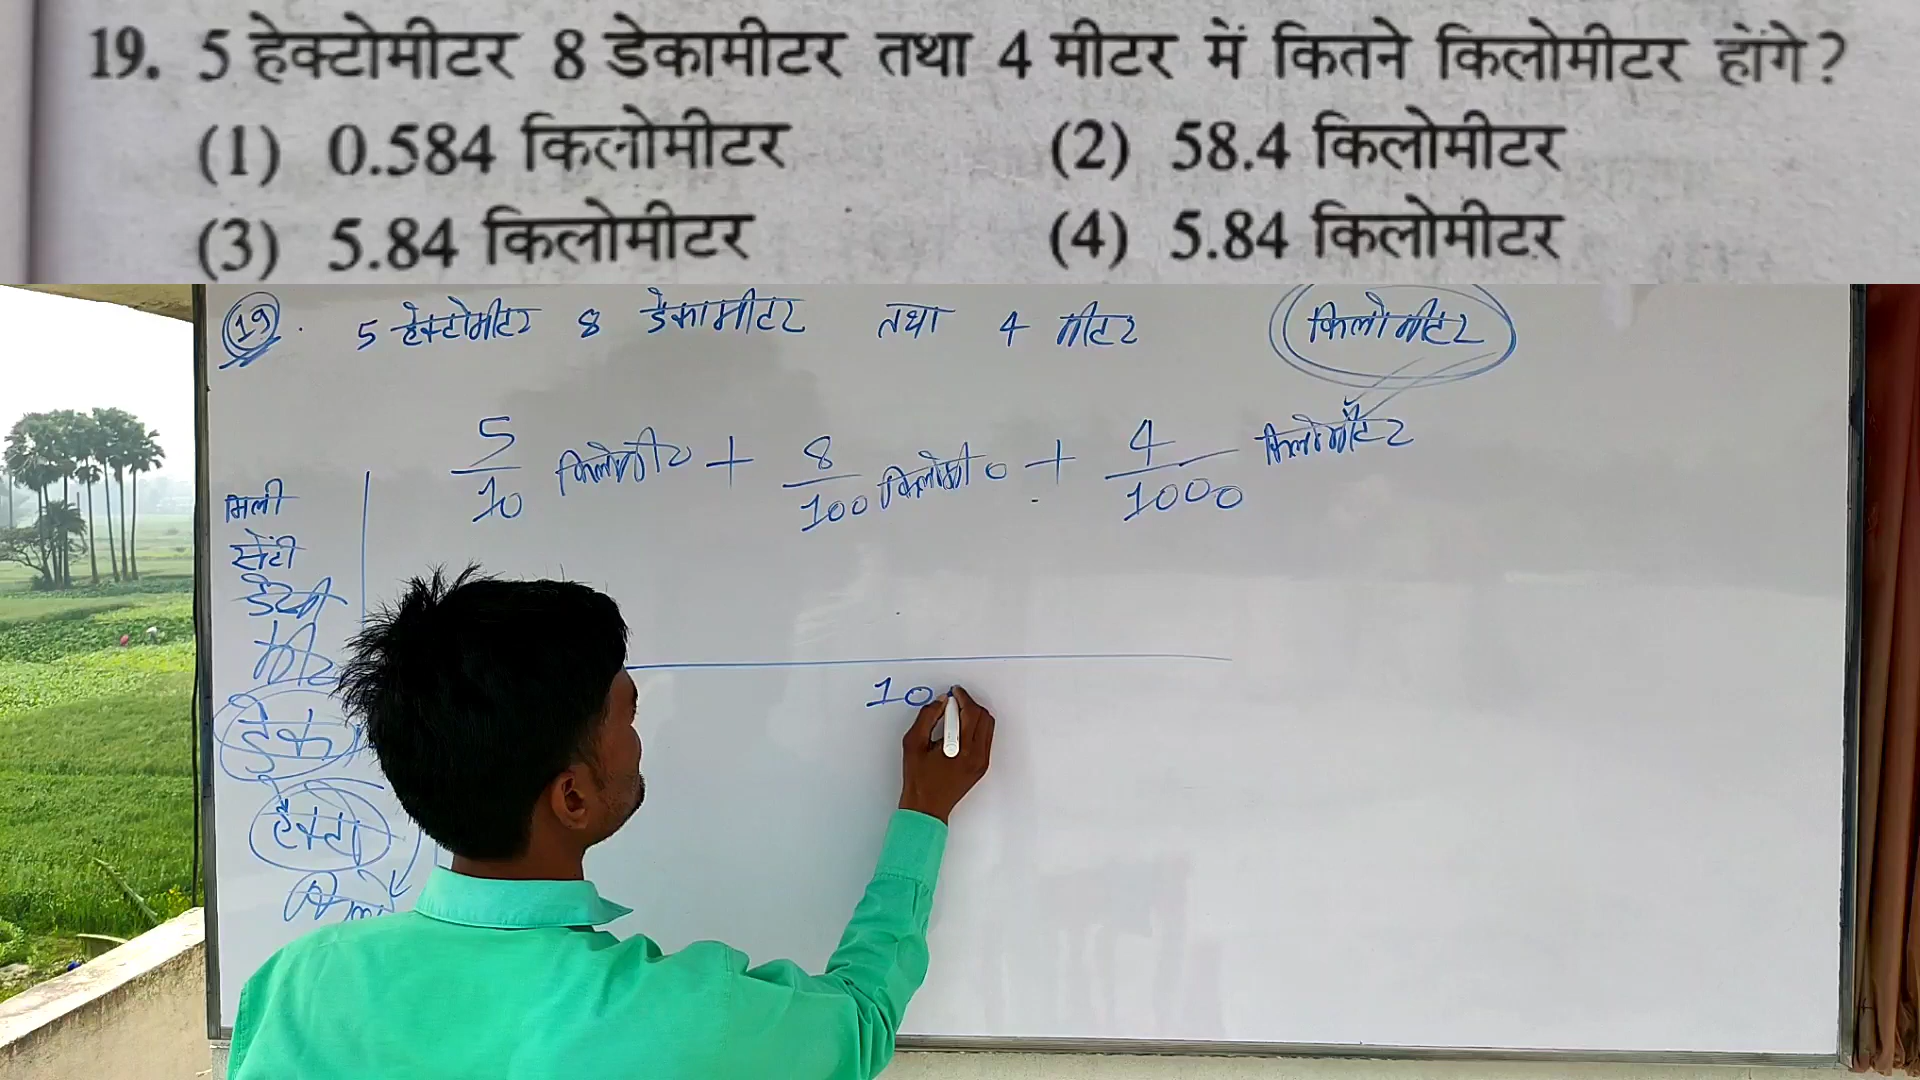 19. 5 हेक्टोमीटर 8 डेकामीटर तथा 4 मीटर में कितने किलोमीटर होंगे?
(1) 0.584 किलोमीटर (2) 58.4 किलोमीटर
(3) 5.84 किलोमीटर (4) 5.84 किलोमीटर
19. 5 हेक्टोमीटर 8 डेकामीटर तथा 4 मीटर किलोमीटर
5/10 किलोमी० + 8/100 किलोमी० + 4/1000 किलोमीटर
10
मिली
सेंटी
डेसी
मीटर
डेका
हेक्टो